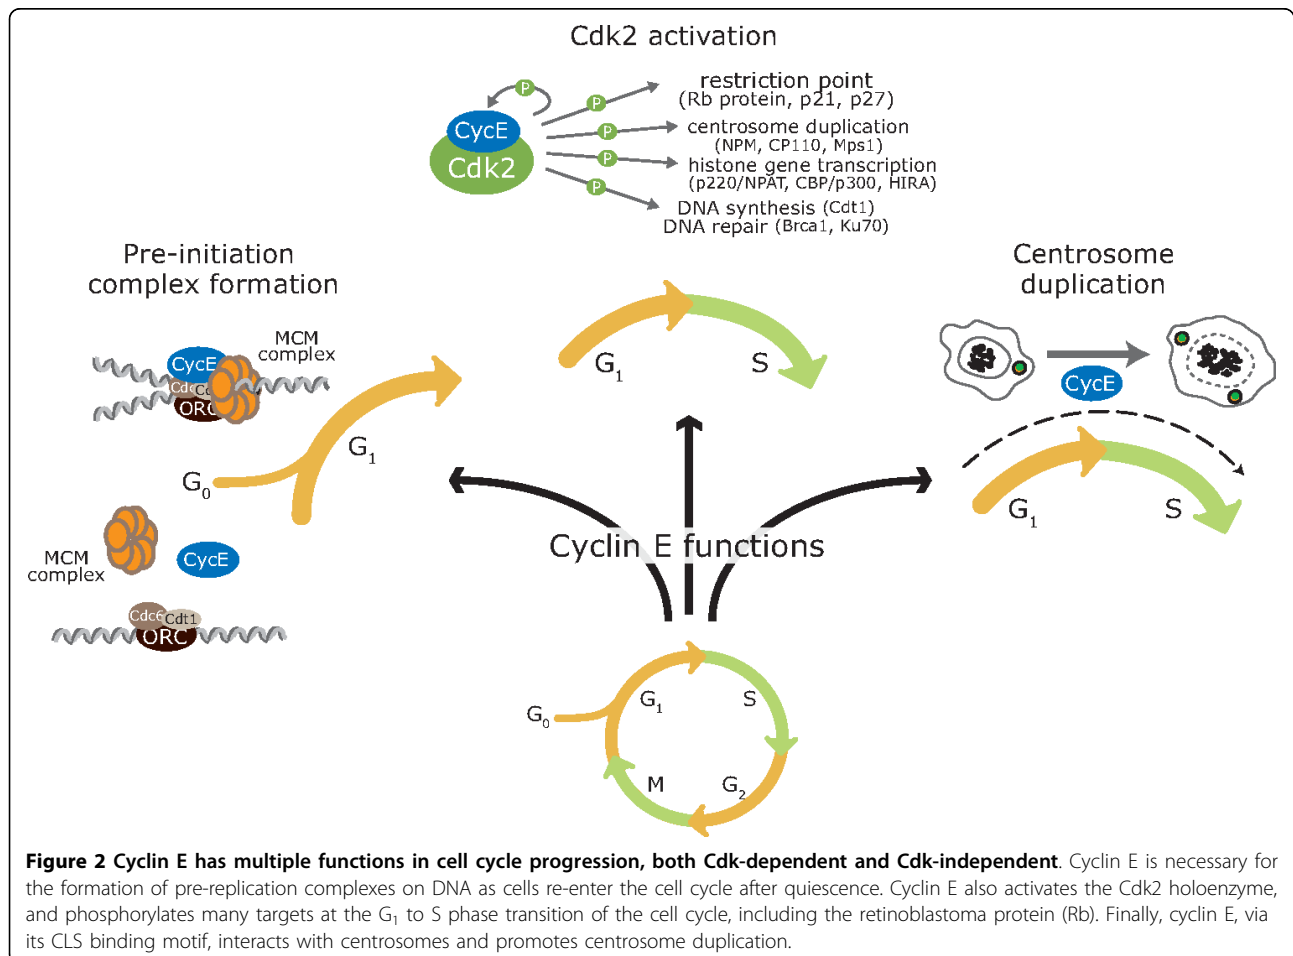 Cdk2 activation
P
CycE
Cdk2
P
P
P
P
restriction point
(Rb protein, p21, p27)
centrosome duplication
(NPM, CP110, Mps1)
histone gene transcription
(p220/NPAT, CBP/p300, HIRA)
DNA synthesis (Cdt1)
DNA repair (Brca1, Ku70)
Pre-initiation
complex formation
MCM
complex
CycE
ORC
G0
G1
MCM
complex
CycE
Cdc6
Cdt1
ORC
G1
S
Centrosome
duplication
CycE
G1
S
Cyclin E functions
G0
G1
S
M
G2
Figure 2 Cyclin E has multiple functions in cell cycle progression, both Cdk-dependent and Cdk-independent. Cyclin E is necessary for
the formation of pre-replication complexes on DNA as cells re-enter the cell cycle after quiescence. Cyclin E also activates the Cdk2 holoenzyme,
and phosphorylates many targets at the G1 to S phase transition of the cell cycle, including the retinoblastoma protein (Rb). Finally, cyclin E, via
its CLS binding motif, interacts with centrosomes and promotes centrosome duplication.